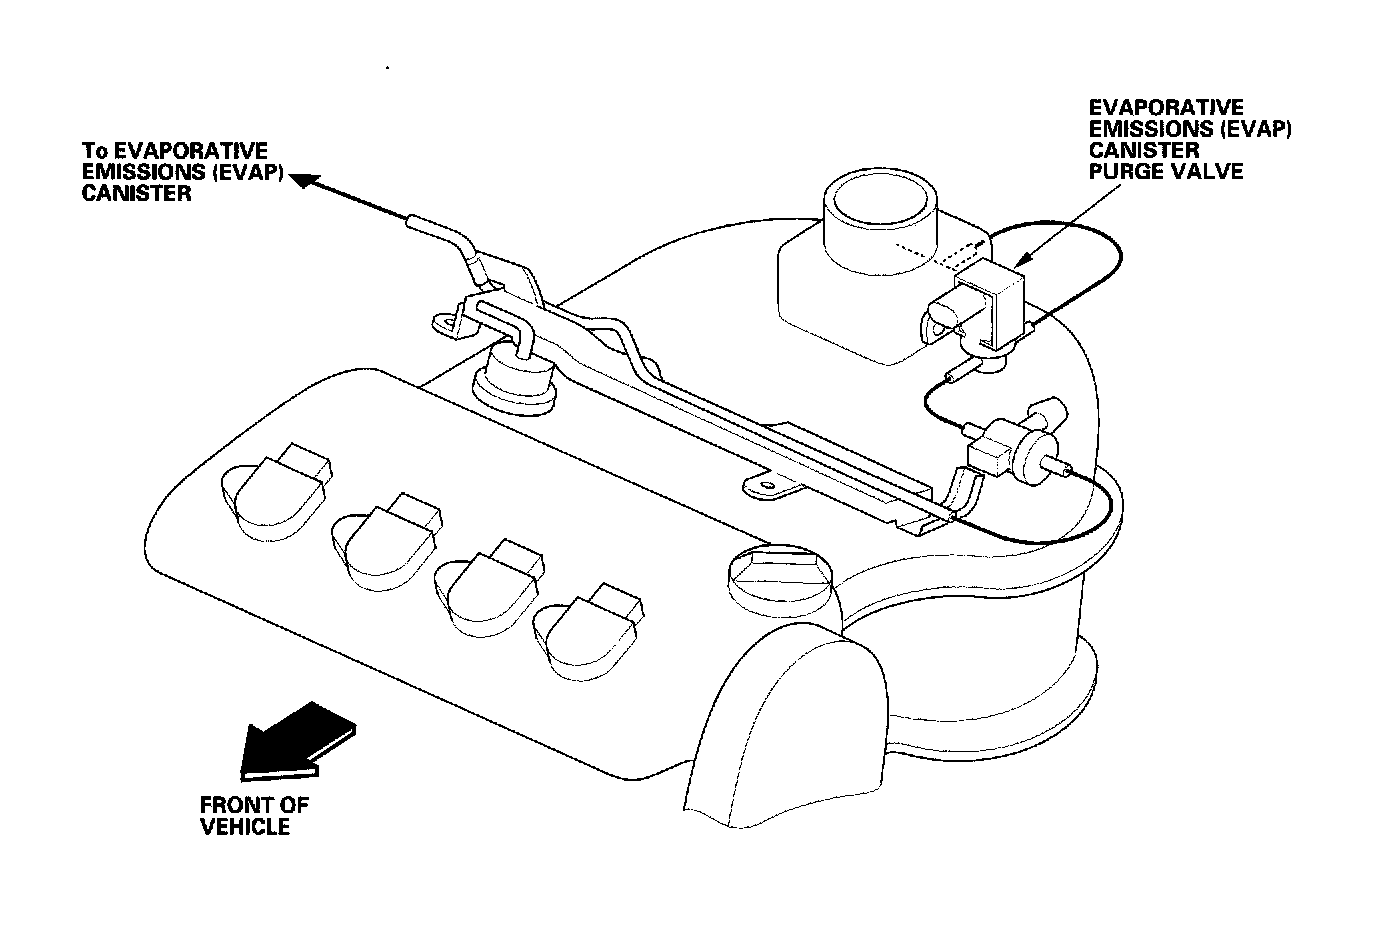 EVAPORATIVE
EMISSIONS (EVAP)
CANISTER
PURGE VALVE
To EVAPORATIVE
EMISSIONS (EVAP)
CANISTER
FRONT OF
VEHICLE